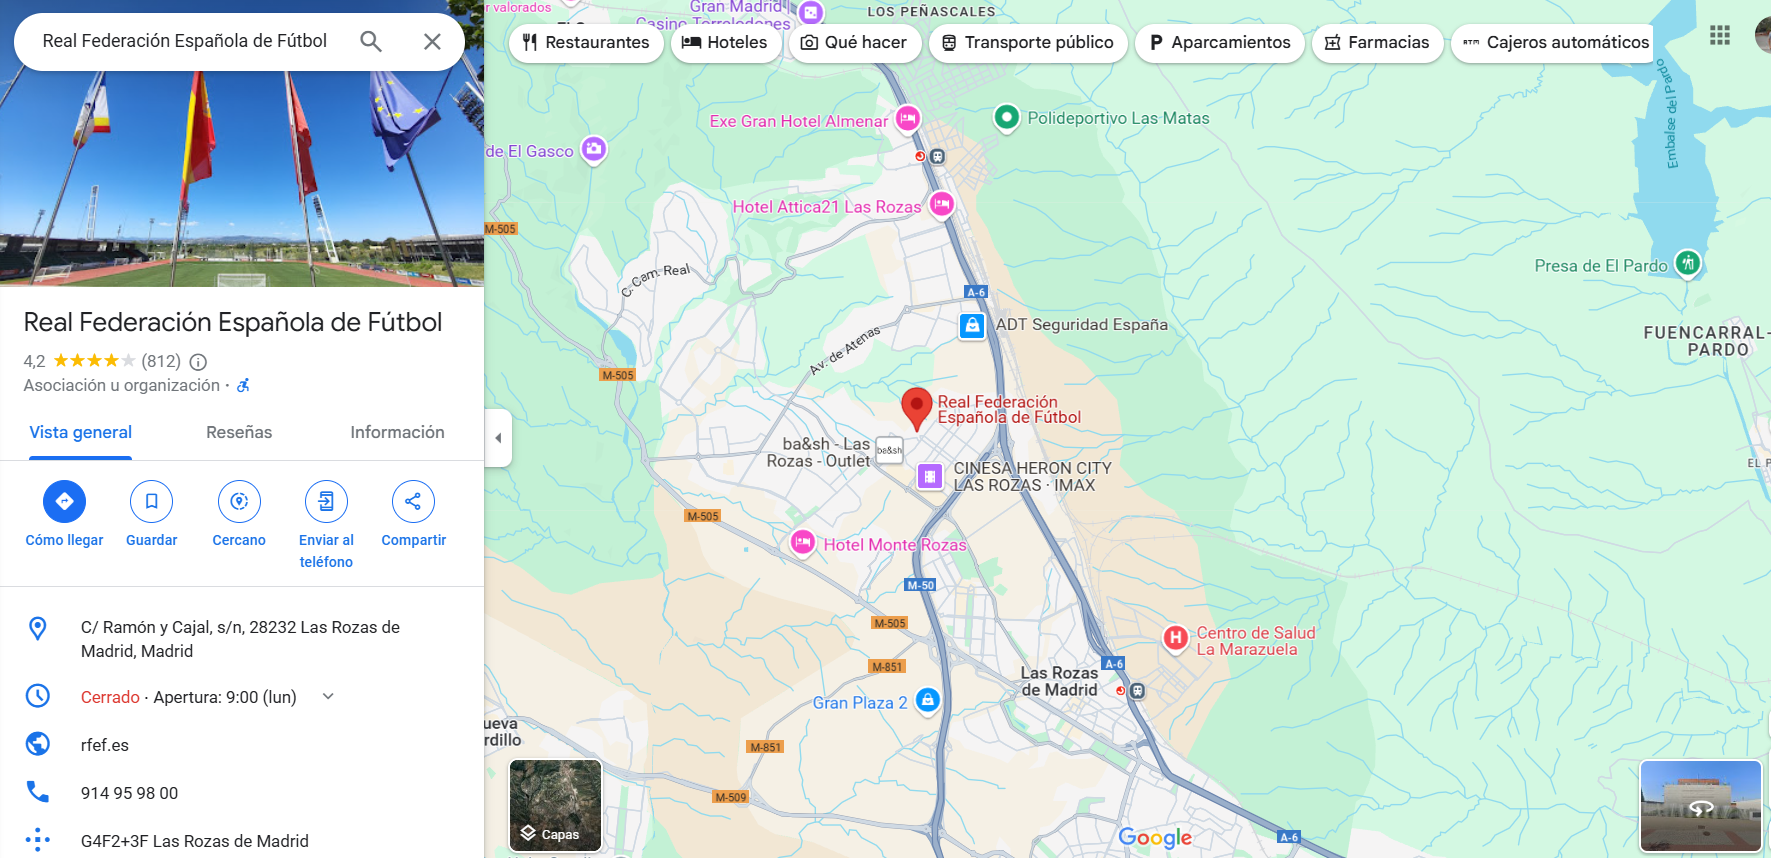 Real Federación Española de Fútbol
Real Federación Española de Fútbol
4,2 (812)
Asociación u organización ·
Vista general
Reseñas
Información
Cómo llegar
Guardar
Cercano
Enviar al
teléfono
Compartir
C/ Ramón y Cajal, s/n, 28232 Las Rozas de
Madrid, Madrid
Cerrado · Apertura: 9:00 (lun)
rfef.es
914 95 98 00
G4F2+3F Las Rozas de Madrid
r valorados
Gran Madrid
Casino Torrelodones
LOS PEÑASCALES
Restaurantes
Hoteles
Qué hacer
Transporte público
Aparcamientos
Farmacias
ATM Cajeros automáticos
Embalse del Pardo
Exe Gran Hotel Almenar
Polideportivo Las Matas
de El Gasco
Hotel Attica21 Las Rozas
M-505
C. Cam. Real
Presa de El Pardo
A-6
ADT Seguridad España
FUENCARRAL-
PARDO
Av. de Atenas
M-505
Real Federación
Española de Fútbol
ba&sh - Las
Rozas - Outlet
ba&sh
CINESA HERON CITY
LAS ROZAS · IMAX
EL P
M-505
Hotel Monte Rozas
M-50
M-505
Centro de Salud
La Marazuela
M-851
A-6
Las Rozas
de Madrid
Gran Plaza 2
ueva
rdillo
M-851
M-509
Capas
Google
A-6